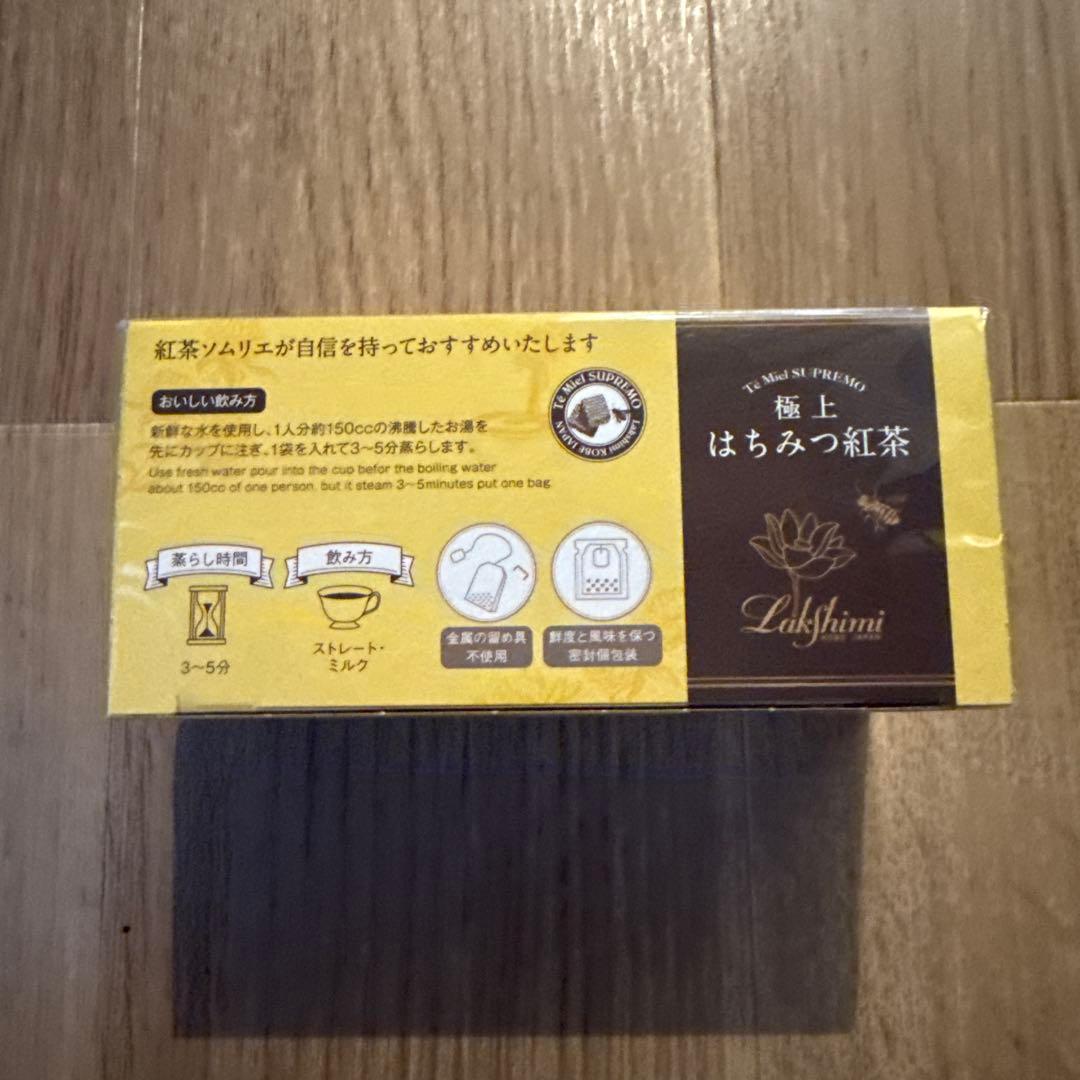 紅茶ソムリエが自信を持っておすすめいたします
おいしい飲み方
新鮮な水を使用し、1人分約150ccの沸騰したお湯を
先にカップに注ぎ、1袋を入れて3〜5分蒸らします。
Use fresh water pour into the cup befor the boiling water
about 150cc of one person, but it steam 3~5minutes put one bag
Té Miel SUPREMO
Lakshimi KOBE JAPAN
蒸らし時間
3〜5分
飲み方
ストレート・
ミルク
金属の留め具
不使用
鮮度と風味を保つ
密封個包装
Té Miel SUPREMO
極上
はちみつ紅茶
Lakshimi